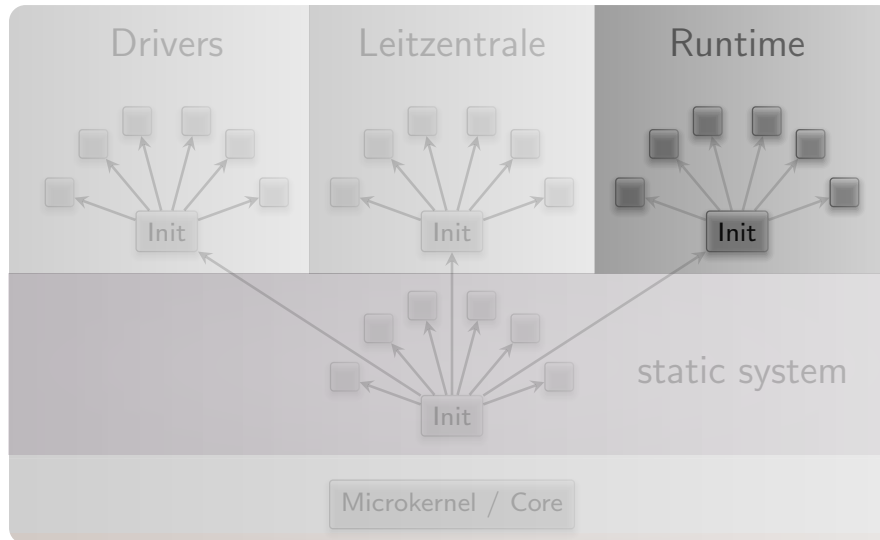 Drivers
Leitzentrale
Runtime
Init
Init
Init
static system
Init
Microkernel / Core